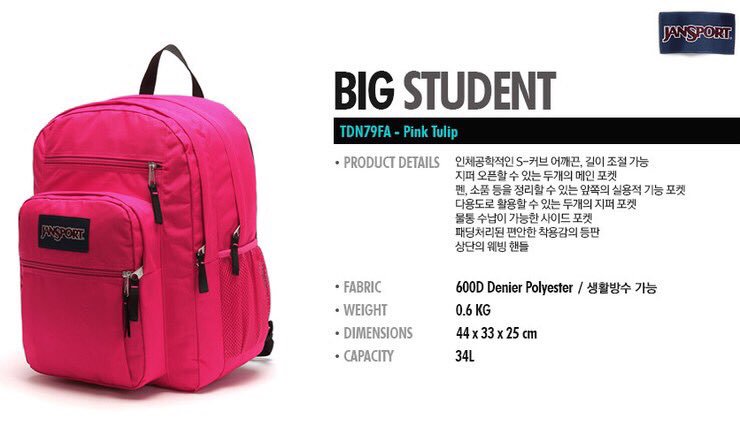 JANSPORT
BIG STUDENT
TDN79FA - Pink Tulip
• PRODUCT DETAILS 인체공학적인 S-커브 어깨끈, 길이 조절 가능
지퍼 오픈할 수 있는 두개의 메인 포켓
펜, 소품 등을 정리할 수 있는 앞쪽의 실용적 기능 포켓
다용도로 활용할 수 있는 두개의 지퍼 포켓
물통 수납이 가능한 사이드 포켓
패딩처리된 편안한 착용감의 등판
상단의 웨빙 핸들
• FABRIC 600D Denier Polyester / 생활방수 가능
• WEIGHT 0.6 KG
• DIMENSIONS 44 x 33 x 25 cm
• CAPACITY 34L
JANSPORT